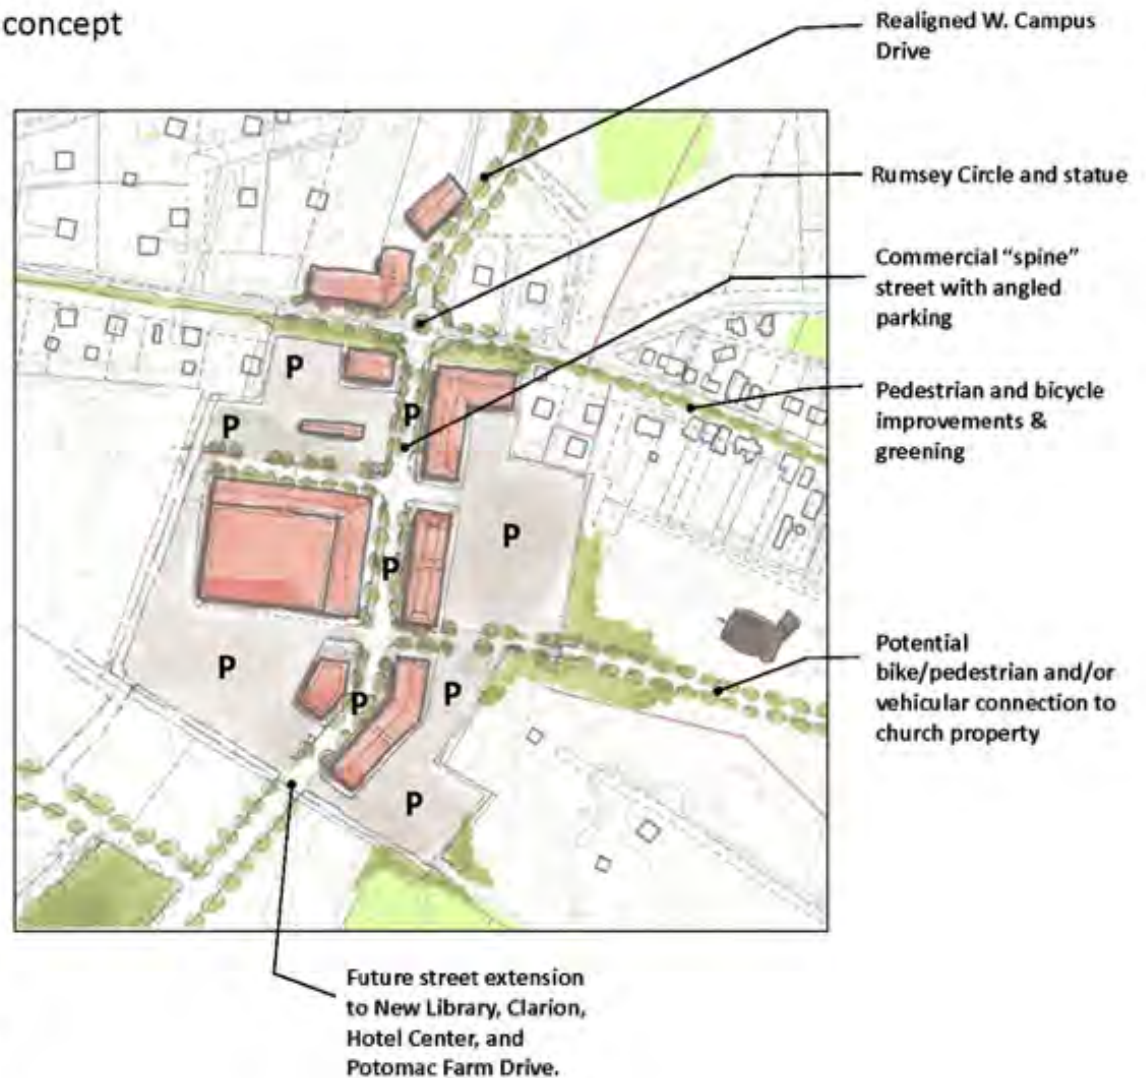 concept
Realigned W. Campus
Drive
Rumsey Circle and statue
Commercial “spine”
street with angled
parking
Pedestrian and bicycle
improvements &
greening
P
P
P
P
P
P
P
P
P
Potential
bike/pedestrian and/or
vehicular connection to
church property
Future street extension
to New Library, Clarion,
Hotel Center, and
Potomac Farm Drive.